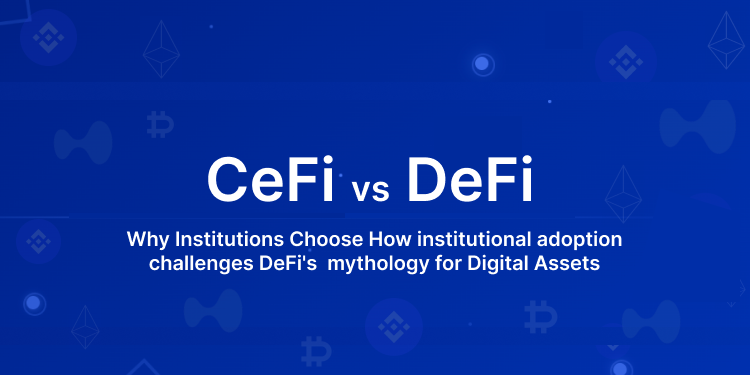 CeFi vs DeFi
Why Institutions Choose How institutional adoption
challenges DeFi's  mythology for Digital Assets